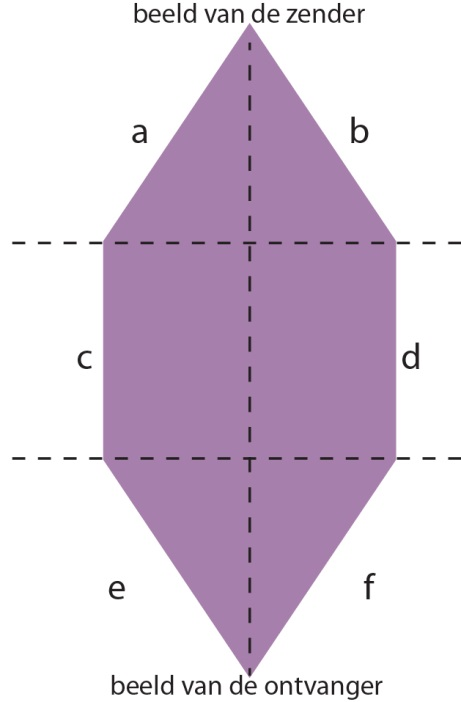 beeld van de zender
a
b
c
d
e
f
beeld van de ontvanger